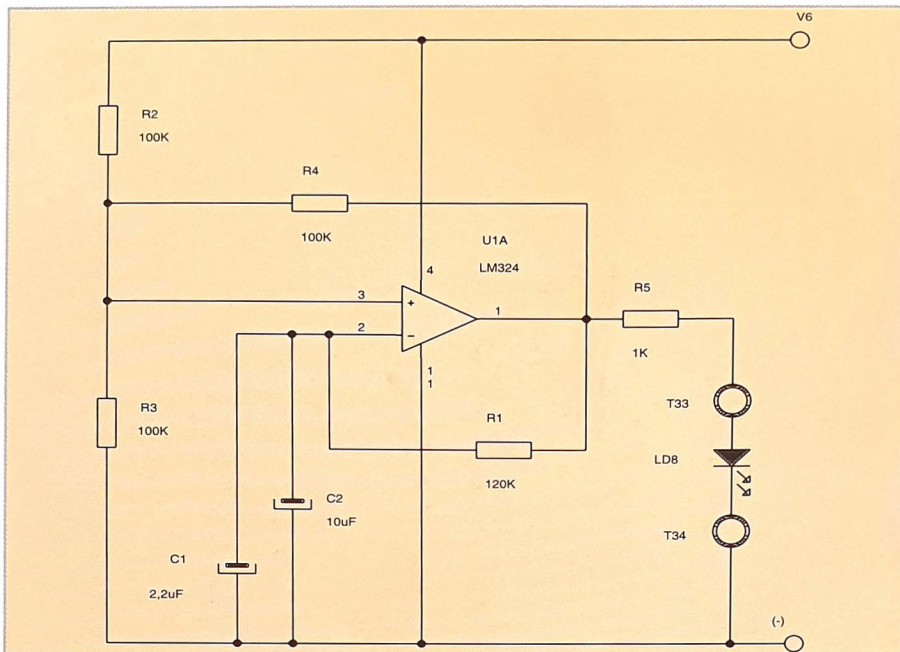 V6
R2
100K
R4
100K
U1A
LM324
4
3
+
1
R5
2
−
1K
1
1
R1
T33
R3
100K
LD8
120K
C2
10uF
T34
C1
2,2uF
(-)